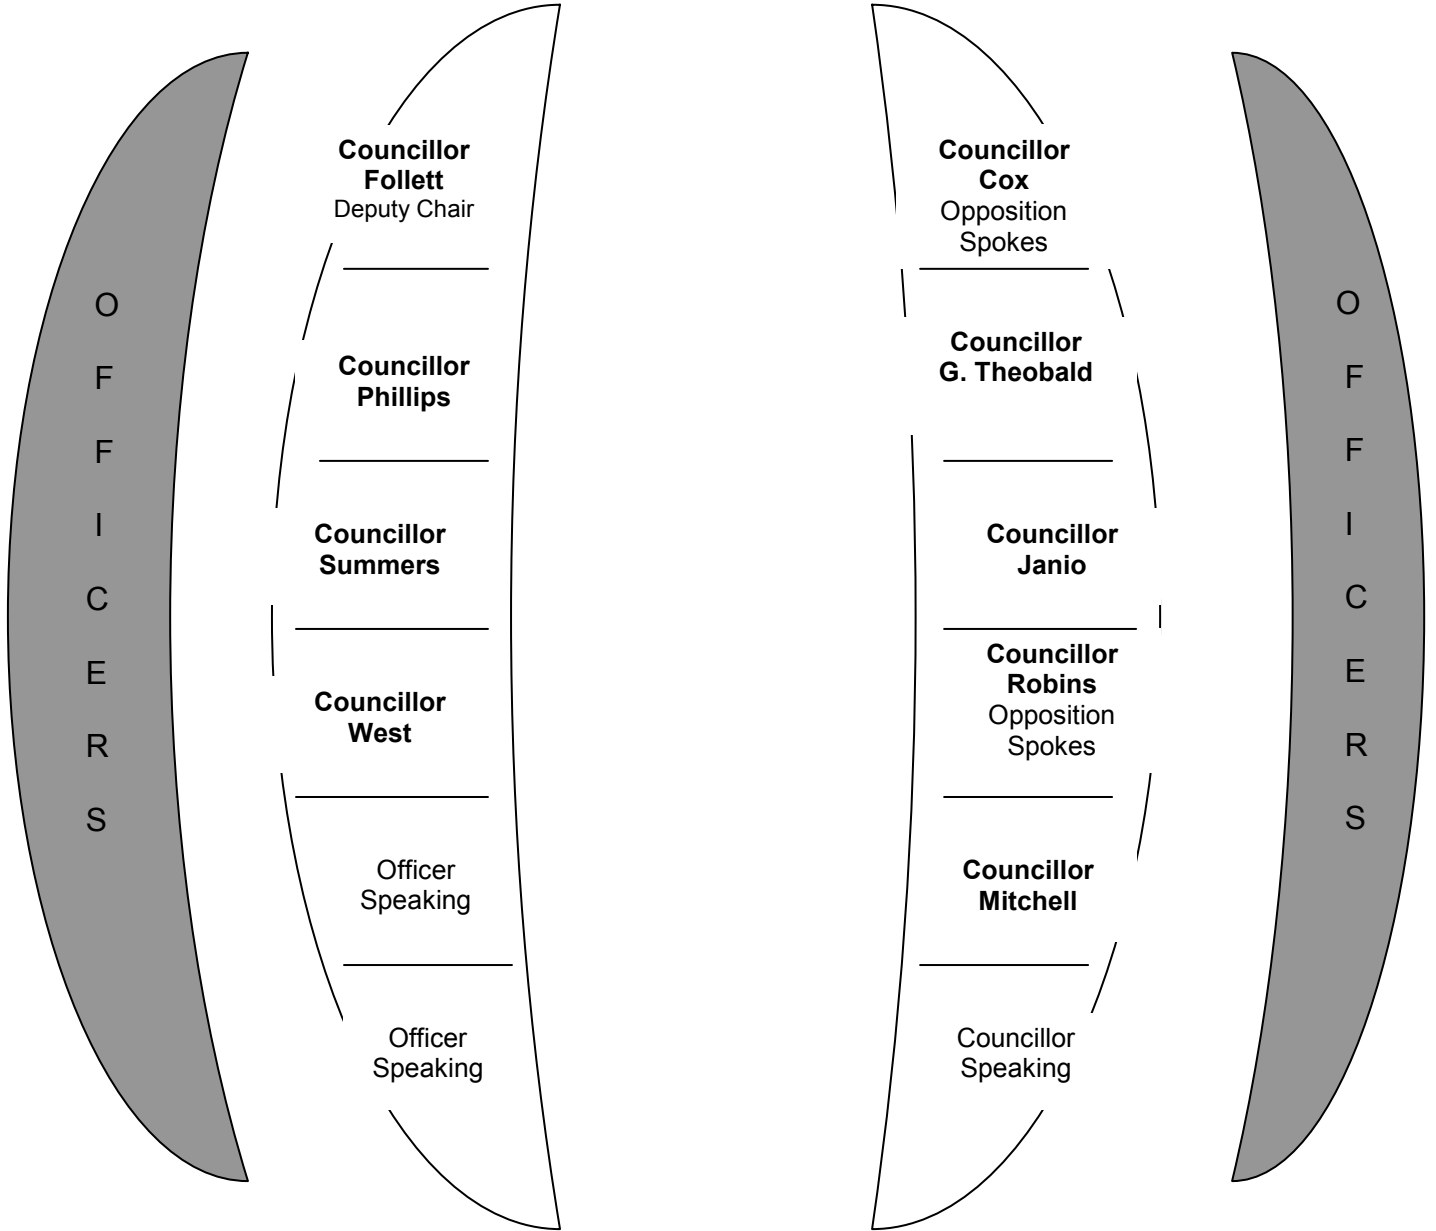 O
F
F
I
C
E
R
S
Councillor
Follett
Deputy Chair
Councillor
Phillips
Councillor
Summers
Councillor
West
Officer
Speaking
Officer
Speaking
Councillor
Cox
Opposition
Spokes
Councillor
G. Theobald
Councillor
Janio
Councillor
Robins
Opposition
Spokes
Councillor
Mitchell
Councillor
Speaking
O
F
F
I
C
E
R
S